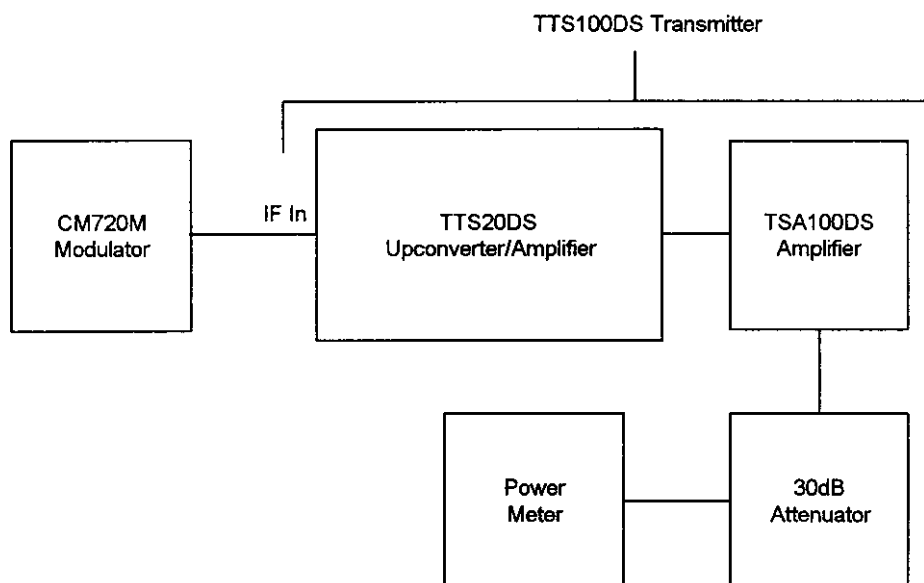 TTS100DS Transmitter
CM720M
Modulator
IF In
TTS20DS
Upconverter/Amplifier
TSA100DS
Amplifier
Power
Meter
30dB
Attenuator